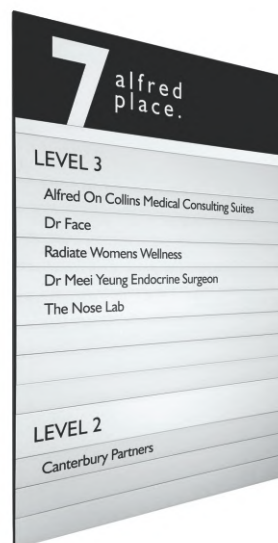 7
alfred
place.
LEVEL 3
Alfred On Collins Medical Consulting Suites
Dr Face
Radiate Womens Wellness
Dr Meei Yeung Endocrine Surgeon
The Nose Lab
LEVEL 2
Canterbury Partners